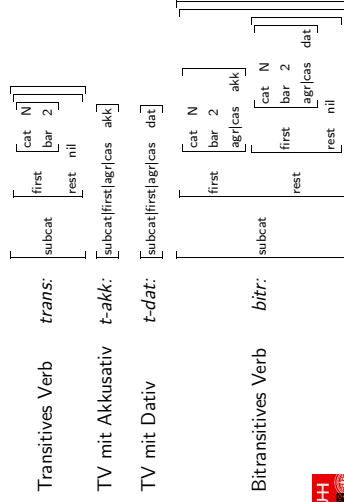 Transitives Verb trans: [subcat [first [cat N
bar 2]
rest nil]]
TV mit Akkusativ t-akk: [subcat|first|agr|cas akk]
TV mit Dativ t-dat: [subcat|first|agr|cas dat]
Bitransitives Verb bitr: [subcat [first [cat N
bar 2
agr|cas akk]
rest [first [cat N
bar 2
agr|cas dat]
rest nil]]]